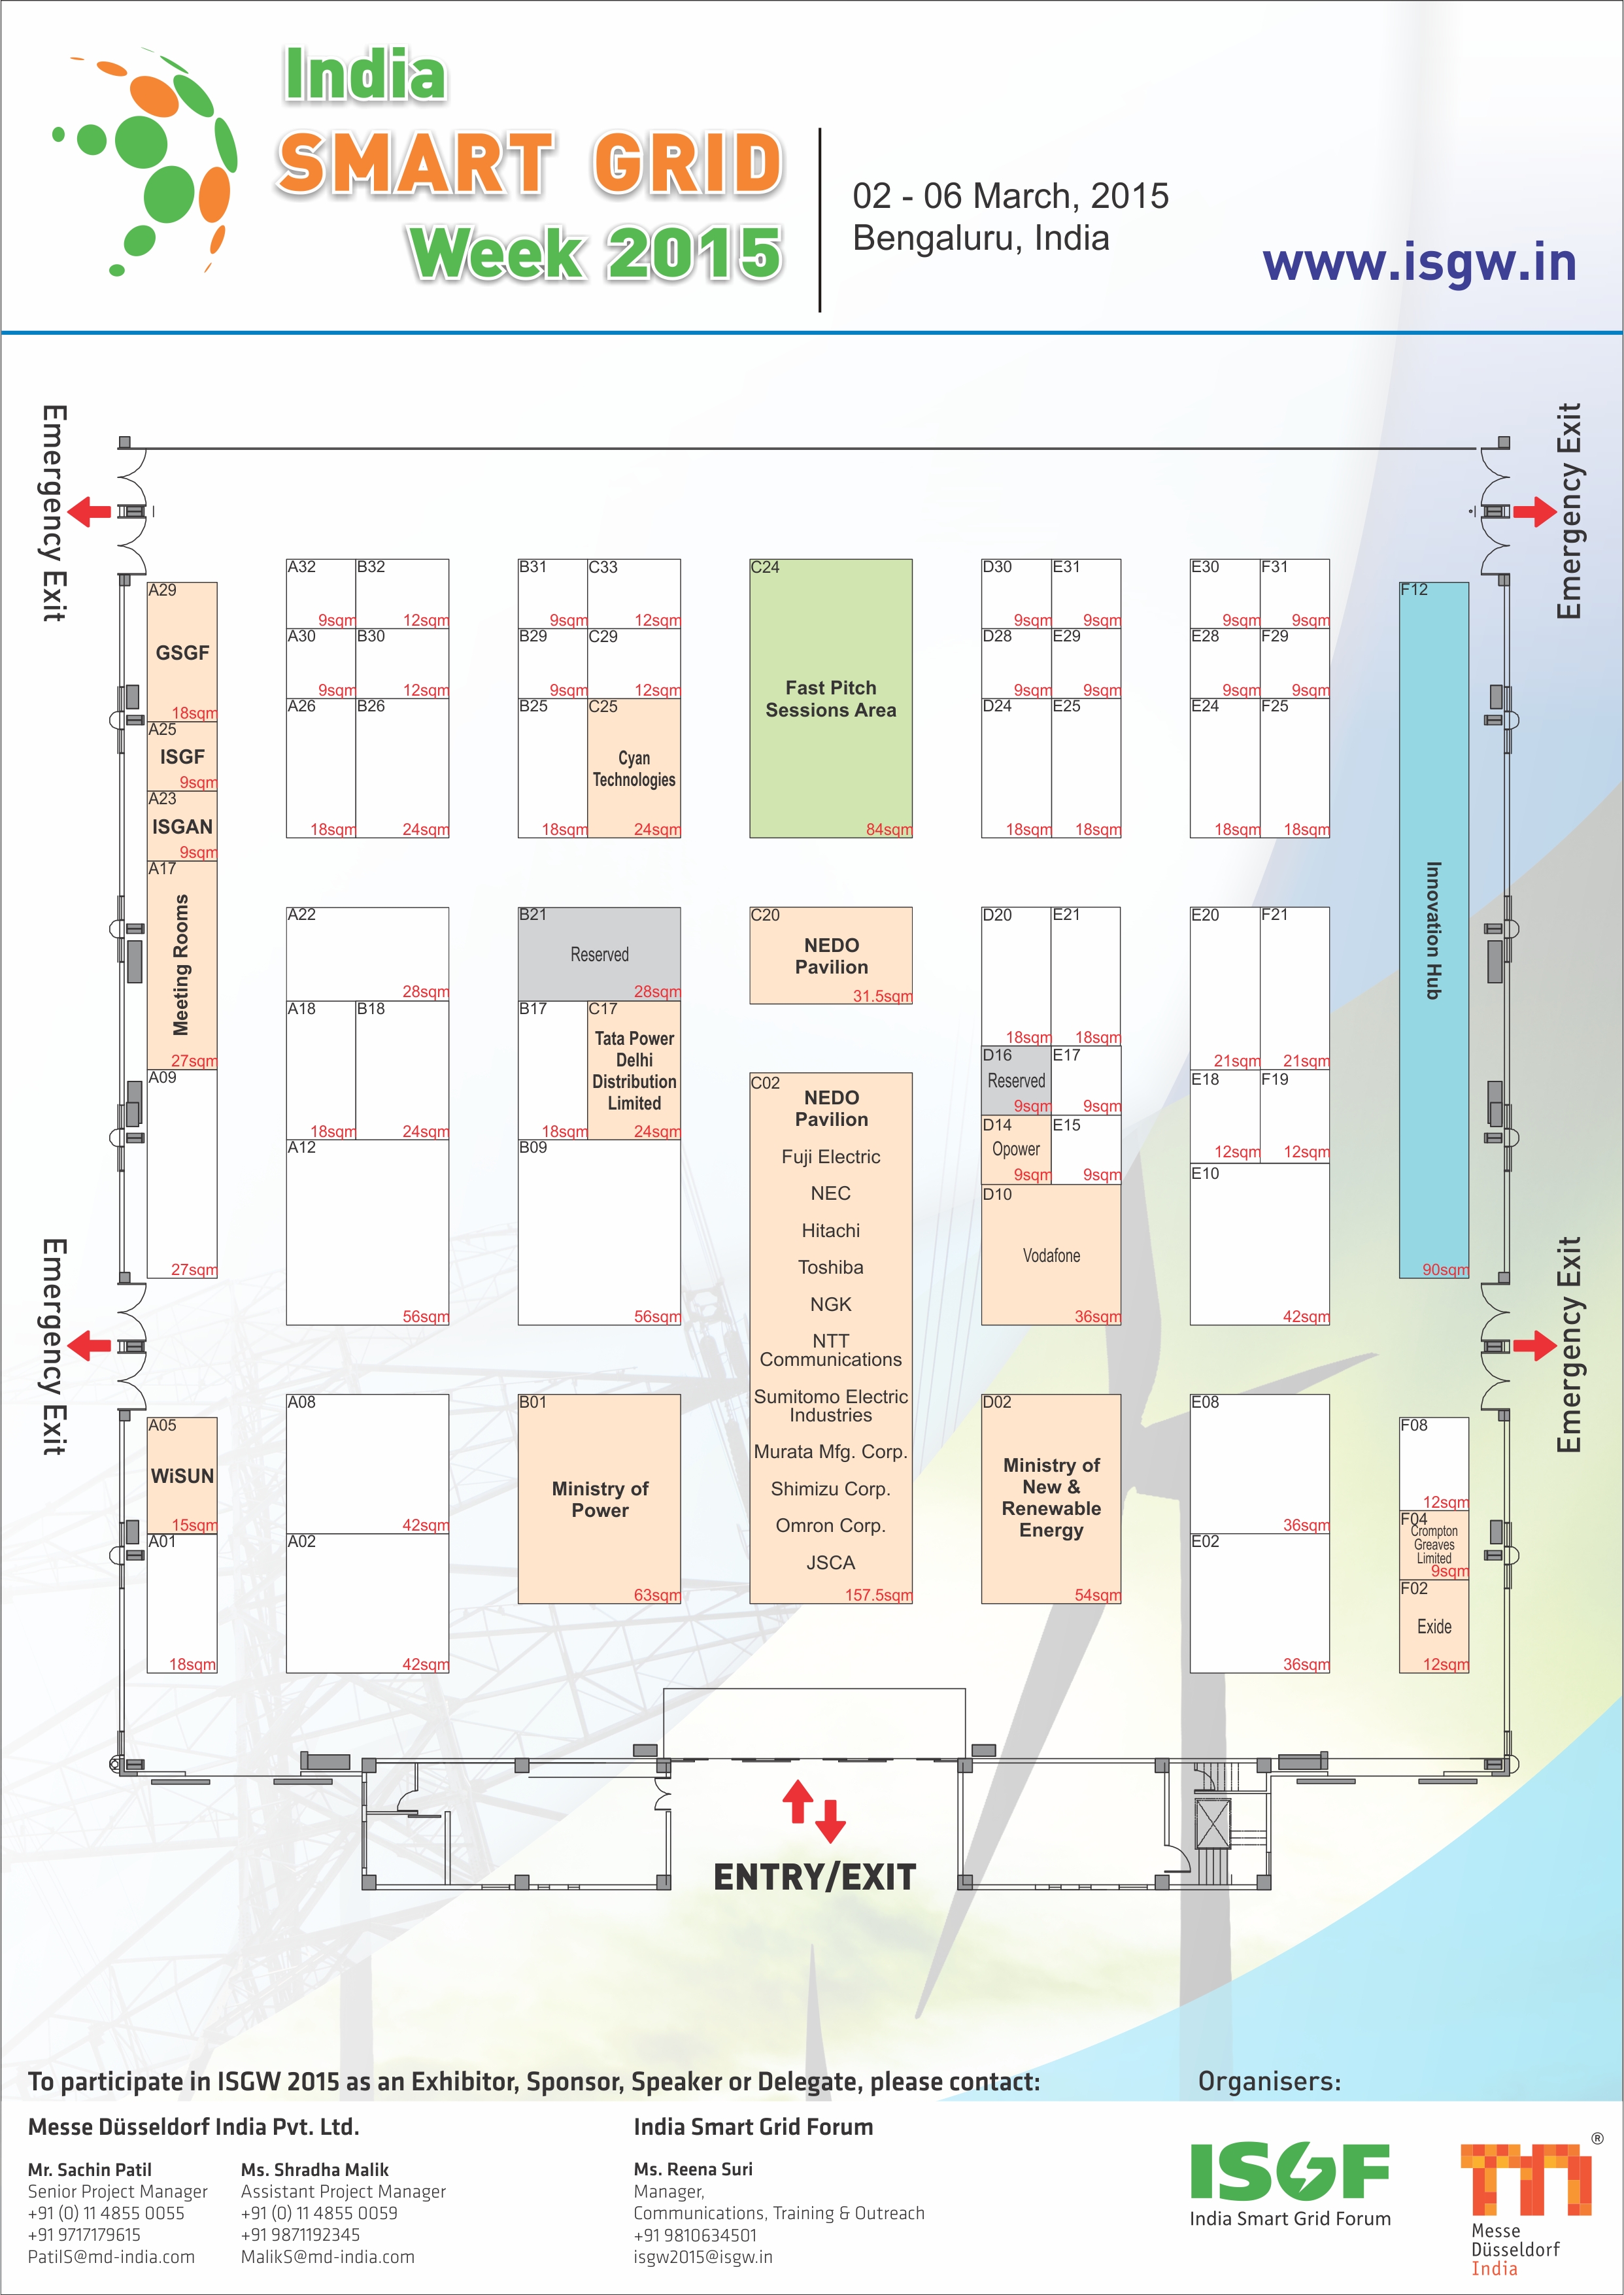 India
SMART GRID
Week 2015
02 - 06 March, 2015
Bengaluru, India
www.isgw.in
Emergency Exit
Emergency Exit
A29
GSGF
18sqm
A25
ISGF
9sqm
A23
ISGAN
9sqm
A17
Meeting Rooms
27sqm
A09
27sqm
Emergency Exit
A05
WiSUN
15sqm
A01
18sqm
A32
9sqm
B32
12sqm
A30
9sqm
B30
12sqm
A26
18sqm
B26
24sqm
A22
28sqm
A18
18sqm
B18
24sqm
A12
56sqm
A08
42sqm
A02
42sqm
B31
9sqm
C33
12sqm
B29
9sqm
C29
12sqm
B25
18sqm
C25
Cyan
Technologies
24sqm
B21
Reserved
28sqm
B17
18sqm
C17
Tata Power
Delhi
Distribution
Limited
24sqm
B09
56sqm
B01
Ministry of
Power
63sqm
C24
Fast Pitch
Sessions Area
84sqm
C20
NEDO
Pavilion
31.5sqm
C02
NEDO
Pavilion
Fuji Electric
NEC
Hitachi
Toshiba
NGK
NTT
Communications
Sumitomo Electric
Industries
Murata Mfg. Corp.
Shimizu Corp.
Omron Corp.
JSCA
157.5sqm
D30
9sqm
E31
9sqm
D28
9sqm
E29
9sqm
D24
18sqm
E25
18sqm
D20
18sqm
E21
18sqm
D16
Reserved
9sqm
E17
9sqm
D14
Opower
9sqm
E15
9sqm
D10
Vodafone
36sqm
D02
Ministry of
New &
Renewable
Energy
54sqm
E30
9sqm
F31
9sqm
E28
9sqm
F29
9sqm
E24
18sqm
F25
18sqm
E20
21sqm
F21
21sqm
E18
12sqm
F19
12sqm
E10
42sqm
E08
36sqm
E02
36sqm
F12
Innovation Hub
90sqm
Emergency Exit
F08
12sqm
F04
Crompton
Greaves
Limited
9sqm
F02
Exide
12sqm
ENTRY/EXIT
To participate in ISGW 2015 as an Exhibitor, Sponsor, Speaker or Delegate, please contact:
Messe Düsseldorf India Pvt. Ltd.
Mr. Sachin Patil
Senior Project Manager
+91 (0) 11 4855 0055
+91 9717179615
PatilS@md-india.com
Ms. Shradha Malik
Assistant Project Manager
+91 (0) 11 4855 0059
+91 9871192345
MalikS@md-india.com
India Smart Grid Forum
Ms. Reena Suri
Manager,
Communications, Training & Outreach
+91 9810634501
isgw2015@isgw.in
Organisers:
ISGF
India Smart Grid Forum
®
Messe
Düsseldorf
India